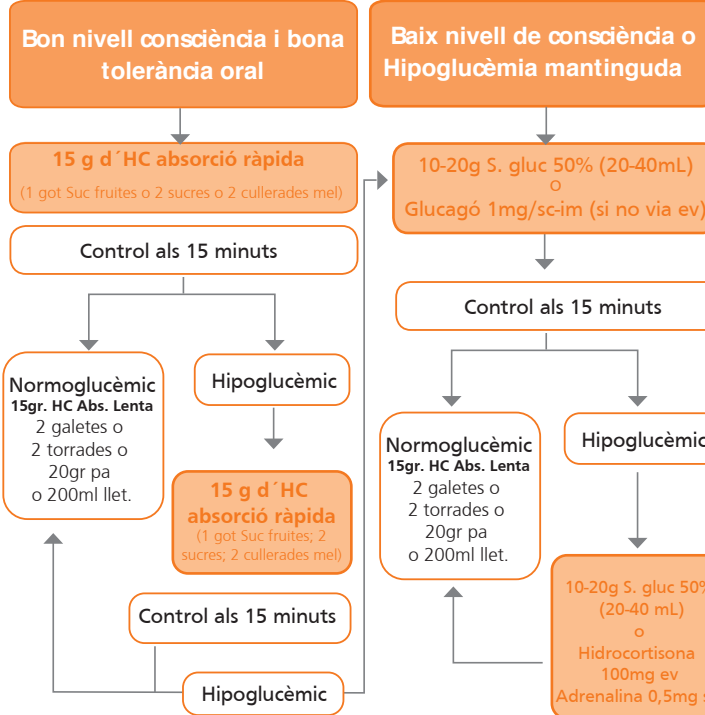 Bon nivell consciència i bona
tolerància oral
15 g d´HC absorció ràpida
(1 got Suc fruites o 2 sucres o 2 cullerades mel)
Control als 15 minuts
Normoglucèmic
15gr. HC Abs. Lenta
2 galetes o
2 torrades o
20gr pa
o 200ml llet.
Hipoglucèmic
15 g d´HC
absorció ràpida
(1 got Suc fruites; 2
sucres; 2 cullerades mel)
Control als 15 minuts
Hipoglucèmic
Baix nivell de consciència o
Hipoglucèmia mantinguda
10-20g S. gluc 50% (20-40mL)
o
Glucagó 1mg/sc-im (si no via ev)
Control als 15 minuts
Normoglucèmic
15gr. HC Abs. Lenta
2 galetes o
2 torrades o
20gr pa
o 200ml llet.
Hipoglucèmic
10-20g S. gluc 50%
(20-40 mL)
o
Hidrocortisona
100mg ev
Adrenalina 0,5mg